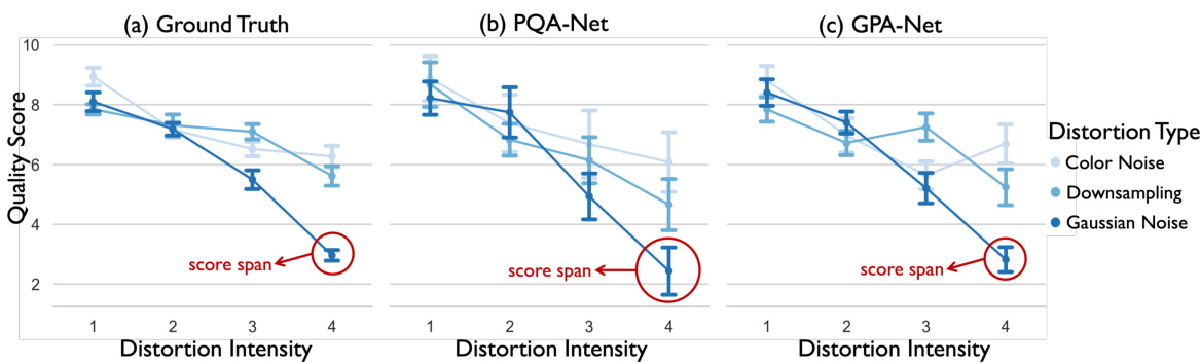 (a) Ground Truth
(b) PQA-Net
(c) GPA-Net
Quality Score
10
8
6
4
2
score span
score span
score span
1 2 3 4
1 2 3 4
1 2 3 4
Distortion Intensity
Distortion Intensity
Distortion Intensity
Distortion Type
Color Noise
Downsampling
Gaussian Noise